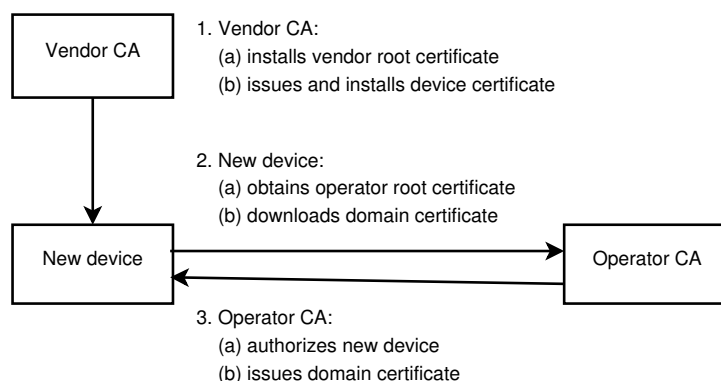 Vendor CA
1. Vendor CA:
(a) installs vendor root certificate
(b) issues and installs device certificate
2. New device:
(a) obtains operator root certificate
(b) downloads domain certificate
New device
Operator CA
3. Operator CA:
(a) authorizes new device
(b) issues domain certificate